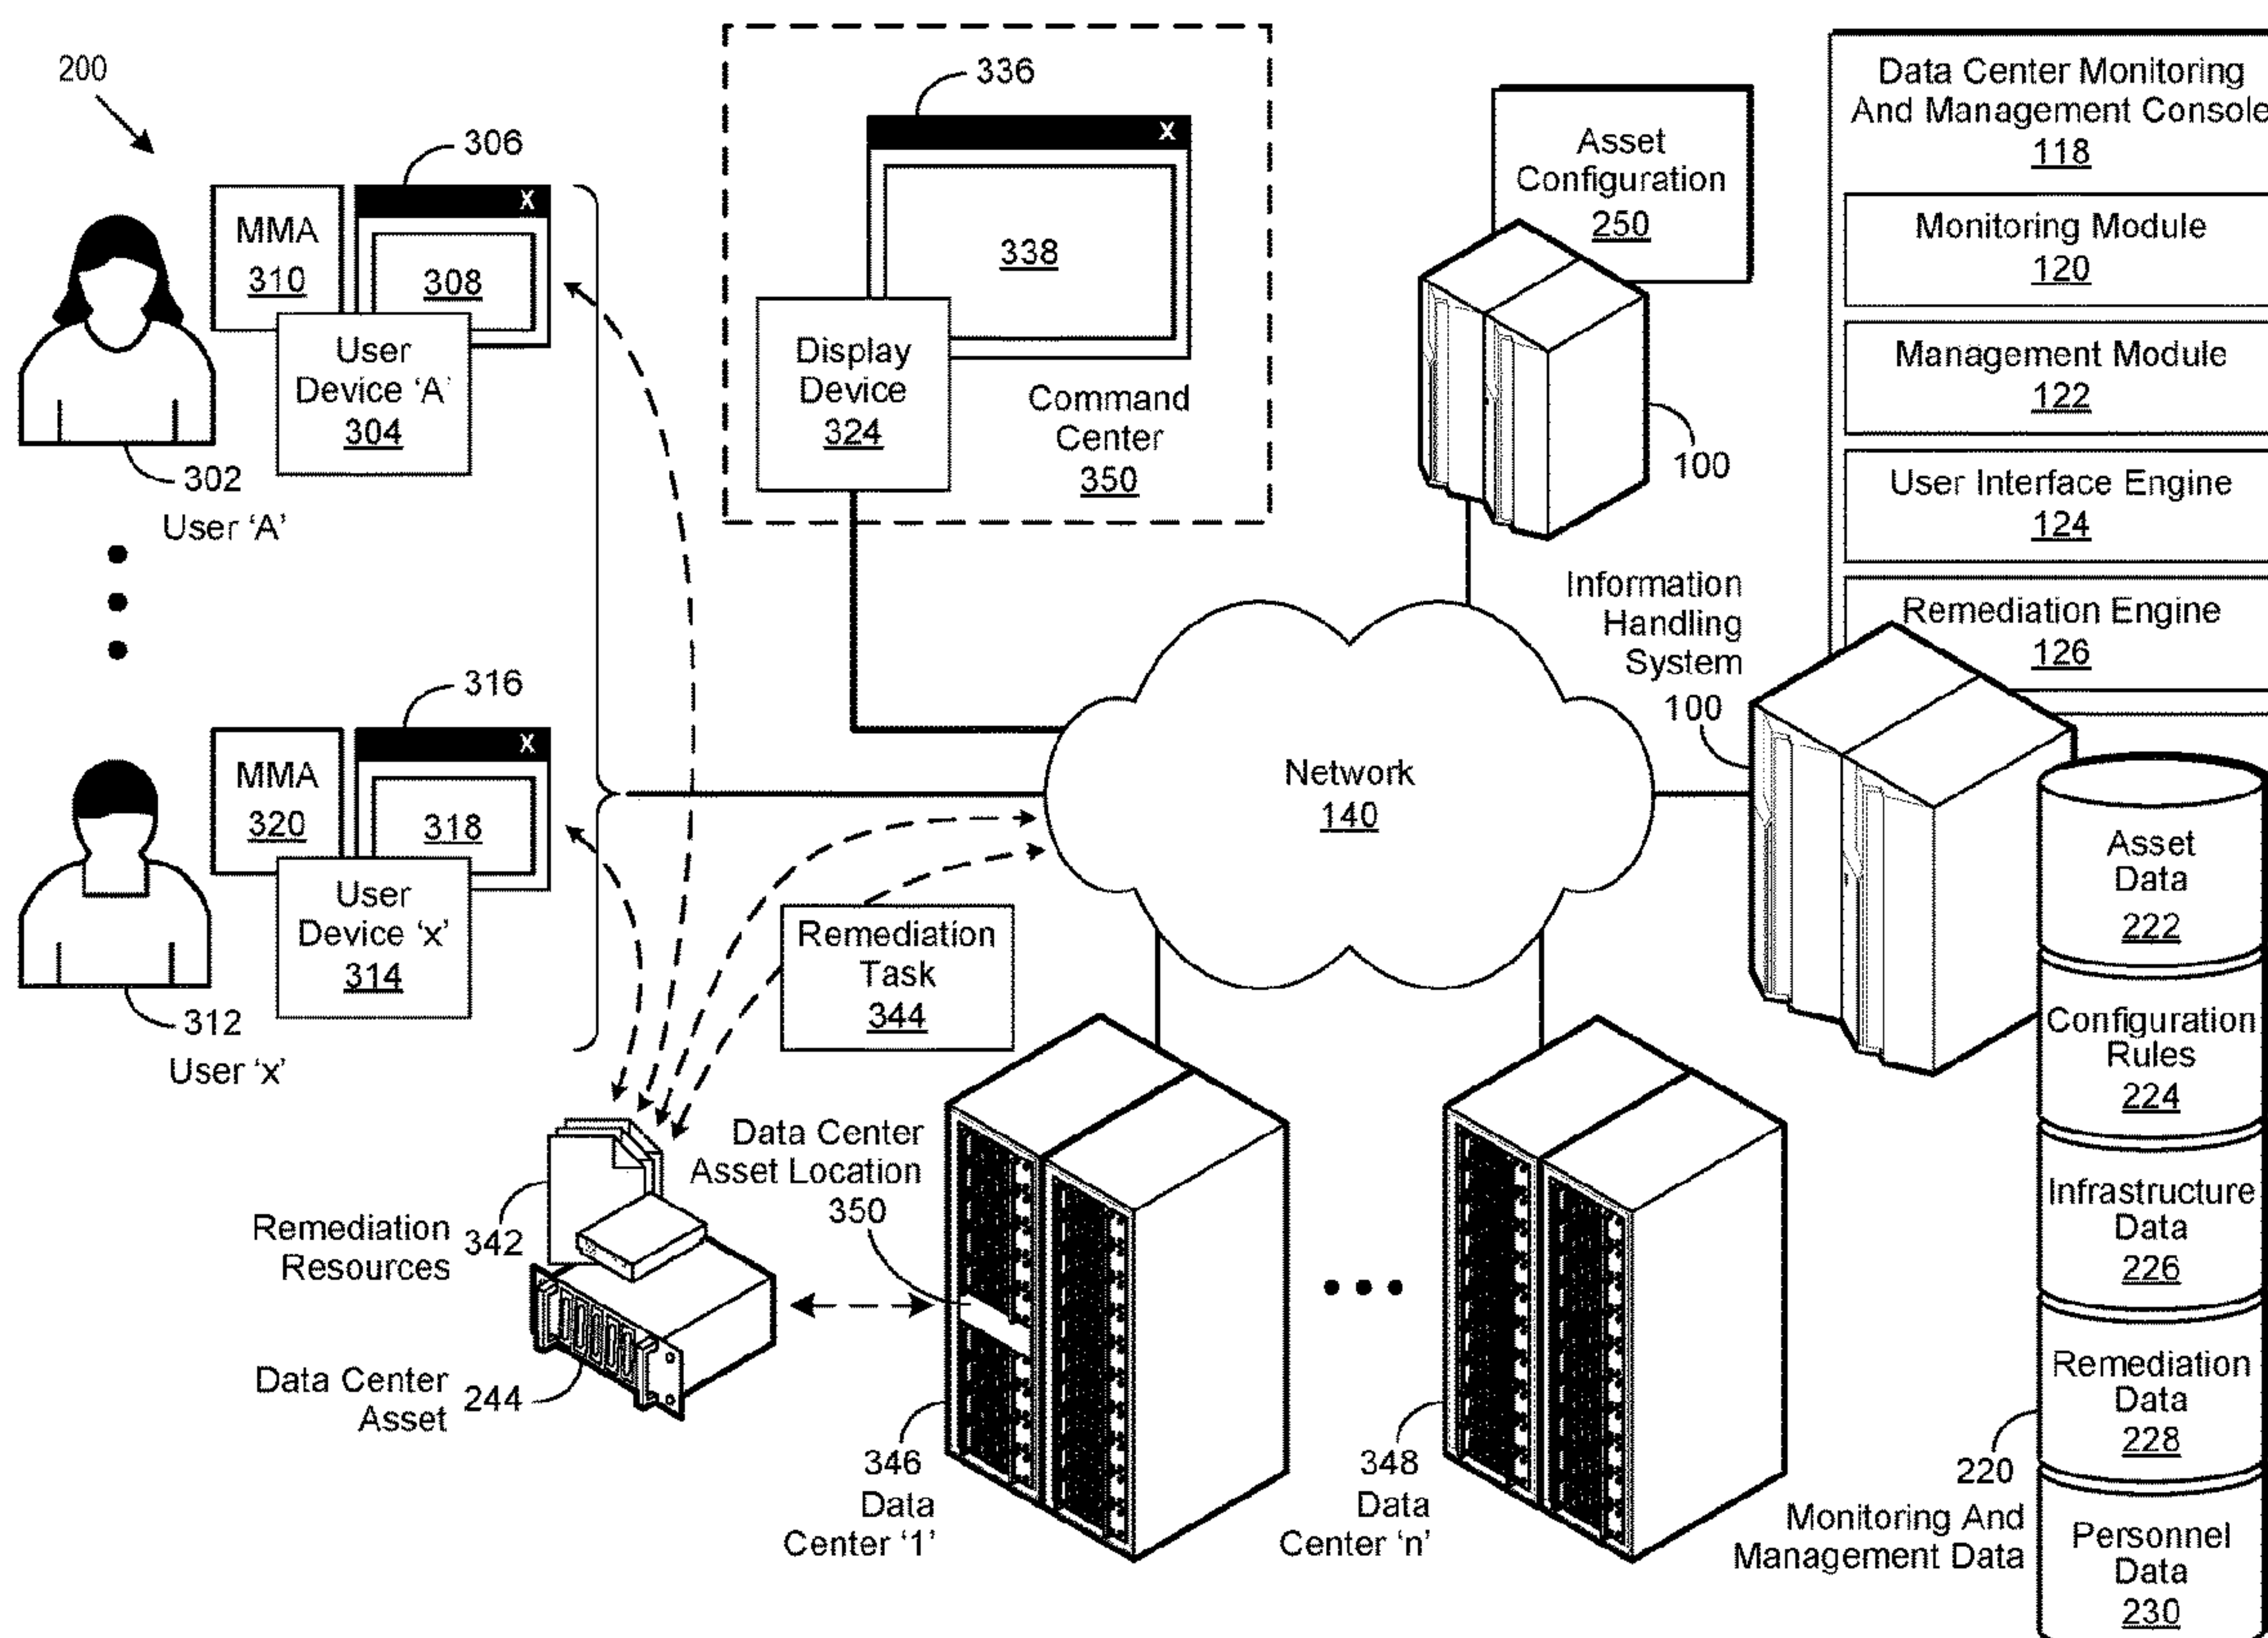 200
306
X
MMA
310
308
User
Device ‘A’
304
302
User ‘A’
316
X
MMA
320
318
User
Device ‘x’
314
312
User ‘x’
336
X
338
Display
Device
324
Command
Center
350
Asset
Configuration
250
100
Data Center Monitoring
And Management Console
118
Monitoring Module
120
Management Module
122
User Interface Engine
124
Remediation Engine
126
Information
Handling
System
100
Network
140
Remediation
Task
344
Asset
Data
222
Configuration
Rules
224
Infrastructure
Data
226
Remediation
Data
228
Personnel
Data
230
220
Monitoring And
Management Data
Data Center
Asset Location
350
Remediation
Resources
342
Data Center
Asset
244
346
Data
Center ‘1’
348
Data
Center ‘n’